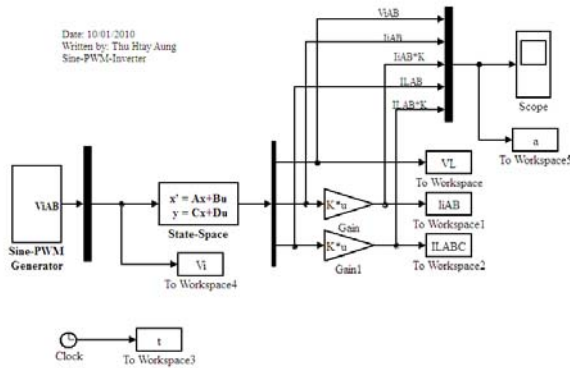 Date: 10/01/2010
Written by: Thu Htay Aung
Sine-PWM-Inverter
ViAB
IiAB
IiAB*K
ILAB
ILAB*K
Scope
a
To Workspace5
VL
To Workspace
K*u
Gain
IiAB
To Workspace1
K*u
Gain1
ILABC
To Workspace2
ViAB
Sine-PWM
Generator
x' = Ax+Bu
y = Cx+Du
State-Space
Vi
To Workspace4
Clock
t
To Workspace3